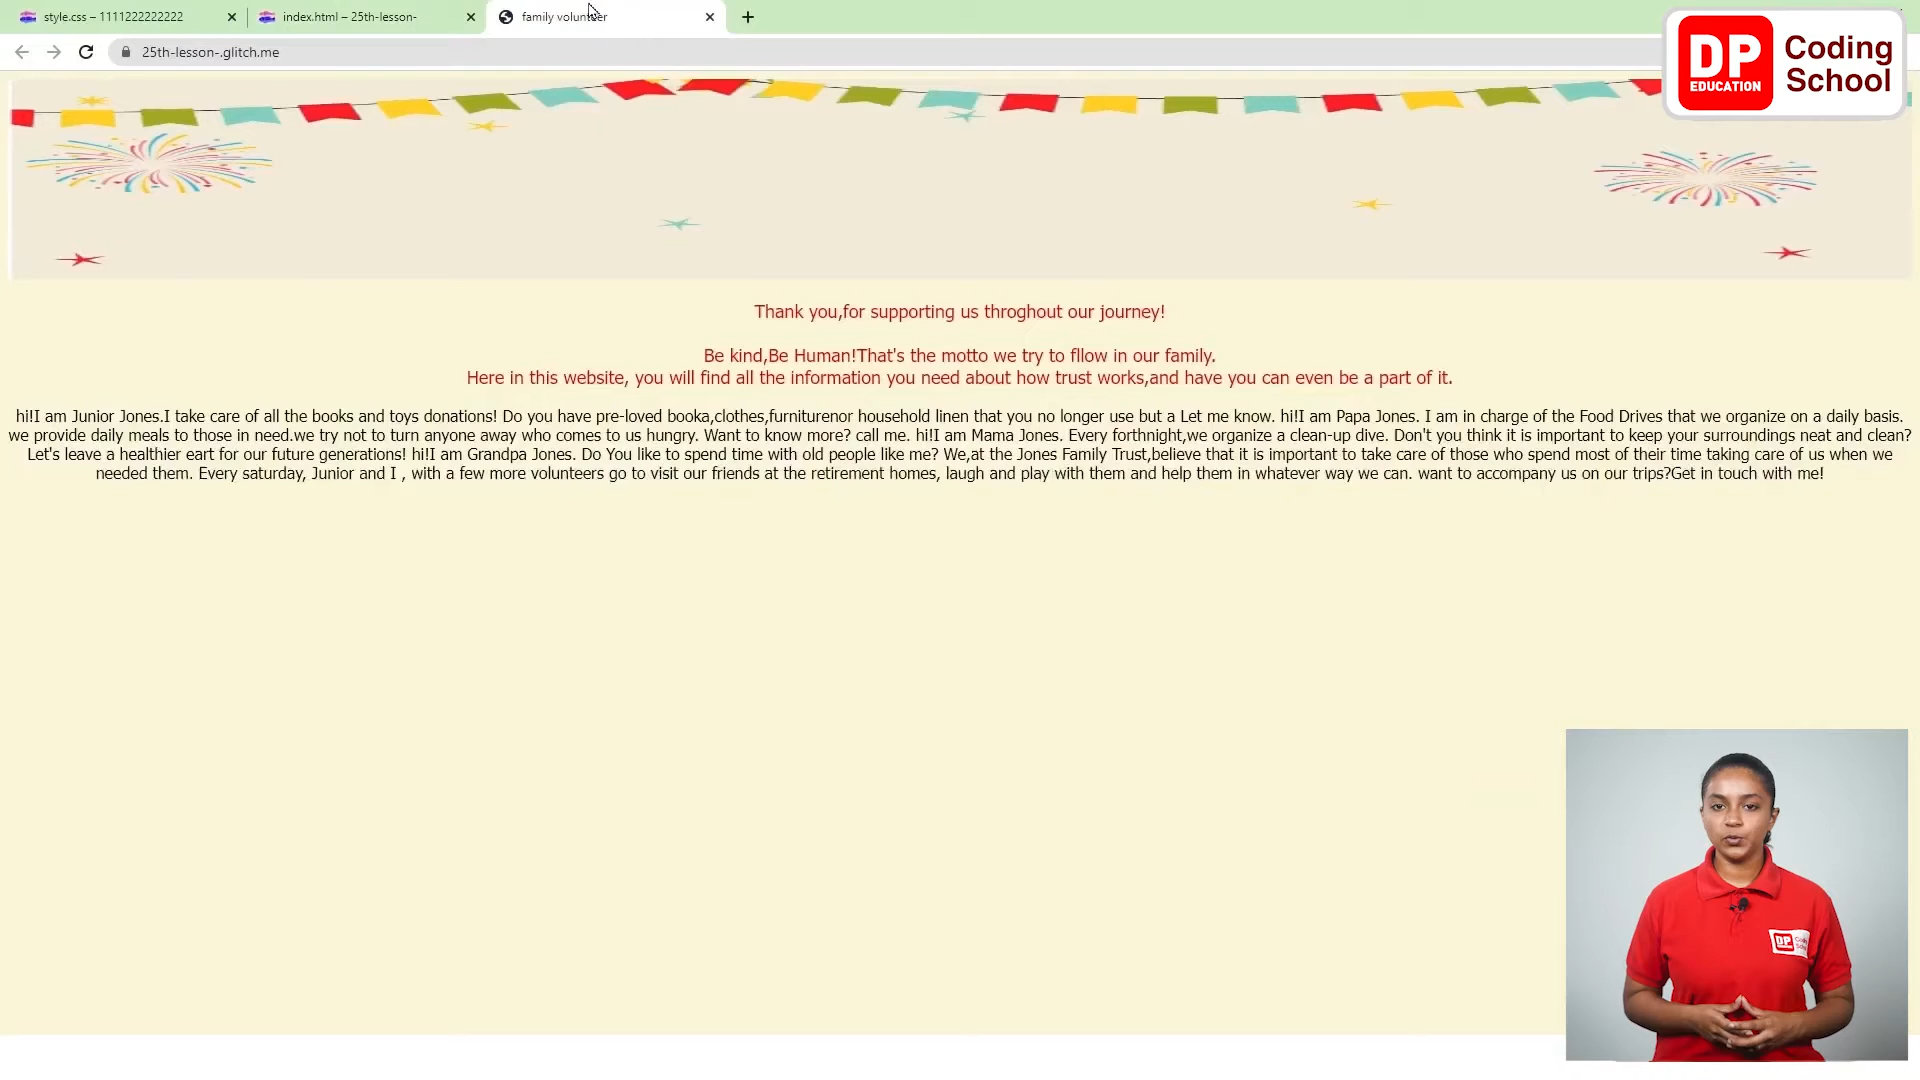 style.css – 1111222222222
index.html – 25th-lesson-
family volunteer
25th-lesson-.glitch.me
DP
EDUCATION
Coding
School
Thank you,for supporting us throghout our journey!
Be kind,Be Human!That's the motto we try to fllow in our family.
Here in this website, you will find all the information you need about how trust works,and have you can even be a part of it.
hi!I am Junior Jones.I take care of all the books and toys donations! Do you have pre-loved booka,clothes,furniturenor household linen that you no longer use but a Let me know. hi!I am Papa Jones. I am in charge of the Food Drives that we organize on a daily basis.
we provide daily meals to those in need.we try not to turn anyone away who comes to us hungry. Want to know more? call me. hi!I am Mama Jones. Every forthnight,we organize a clean-up dive. Don't you think it is important to keep your surroundings neat and clean?
Let's leave a healthier eart for our future generations! hi!I am Grandpa Jones. Do You like to spend time with old people like me? We,at the Jones Family Trust,believe that it is important to take care of those who spend most of their time taking care of us when we
needed them. Every saturday, Junior and I , with a few more volunteers go to visit our friends at the retirement homes, laugh and play with them and help them in whatever way we can. want to accompany us on our trips?Get in touch with me!
DP